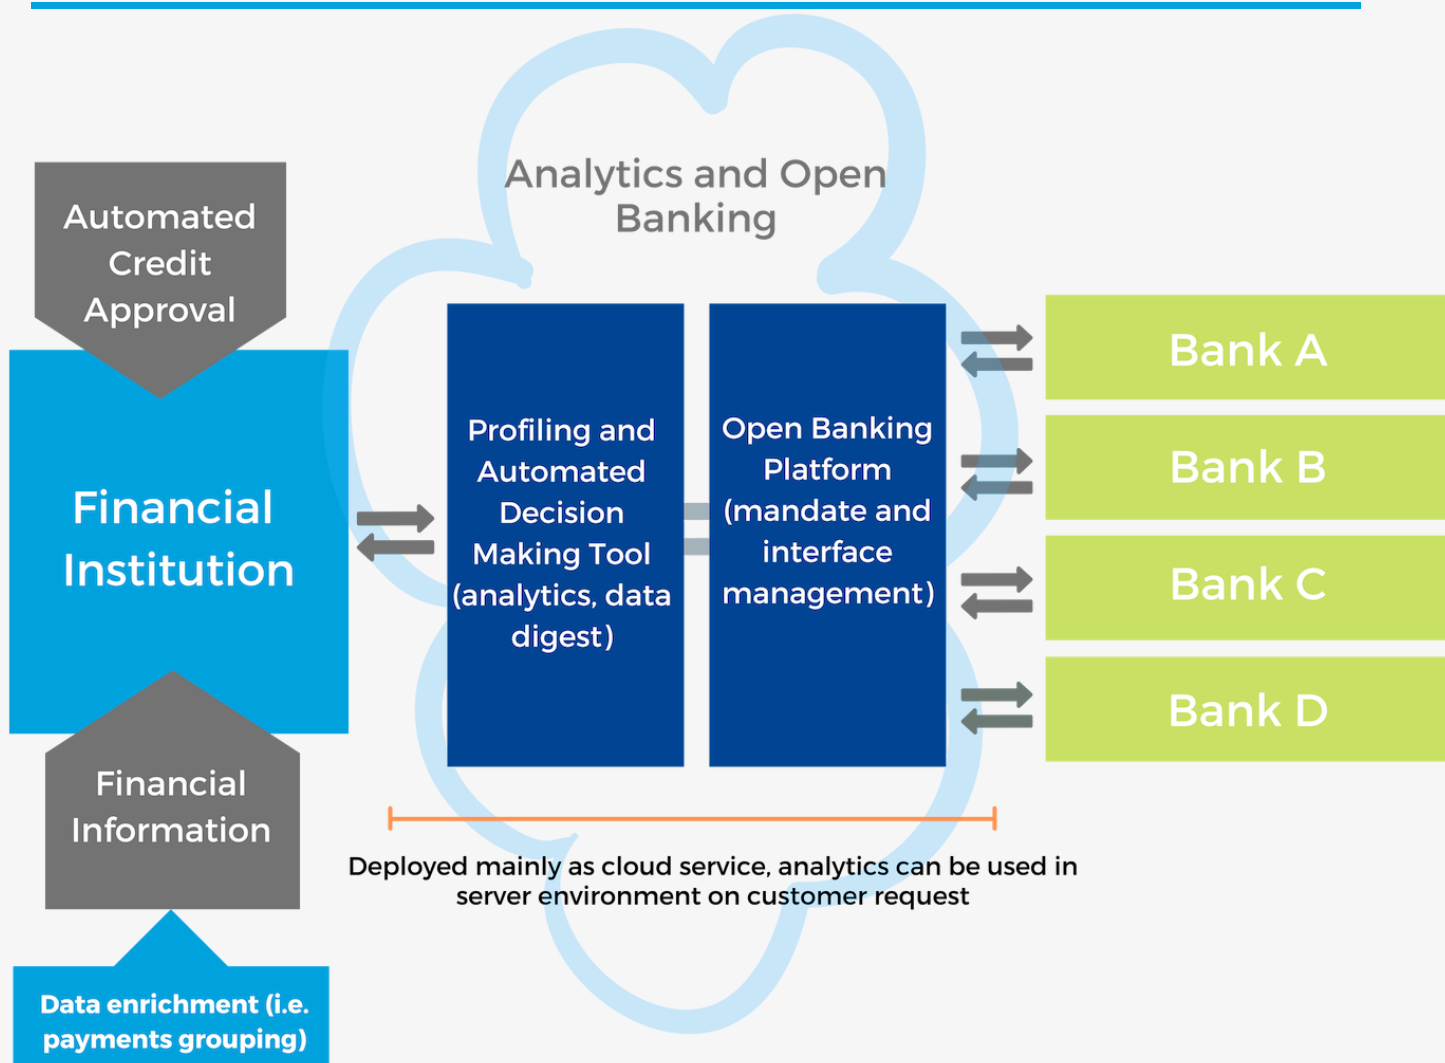 Analytics and Open
Banking
Automated
Credit
Approval
Financial
Institution
Financial
Information
Data enrichment (i.e.
payments grouping)
Profiling and
Automated
Decision
Making Tool
(analytics, data
digest)
Open Banking
Platform
(mandate and
interface
management)
Bank A
Bank B
Bank C
Bank D
Deployed mainly as cloud service, analytics can be used in
server environment on customer request